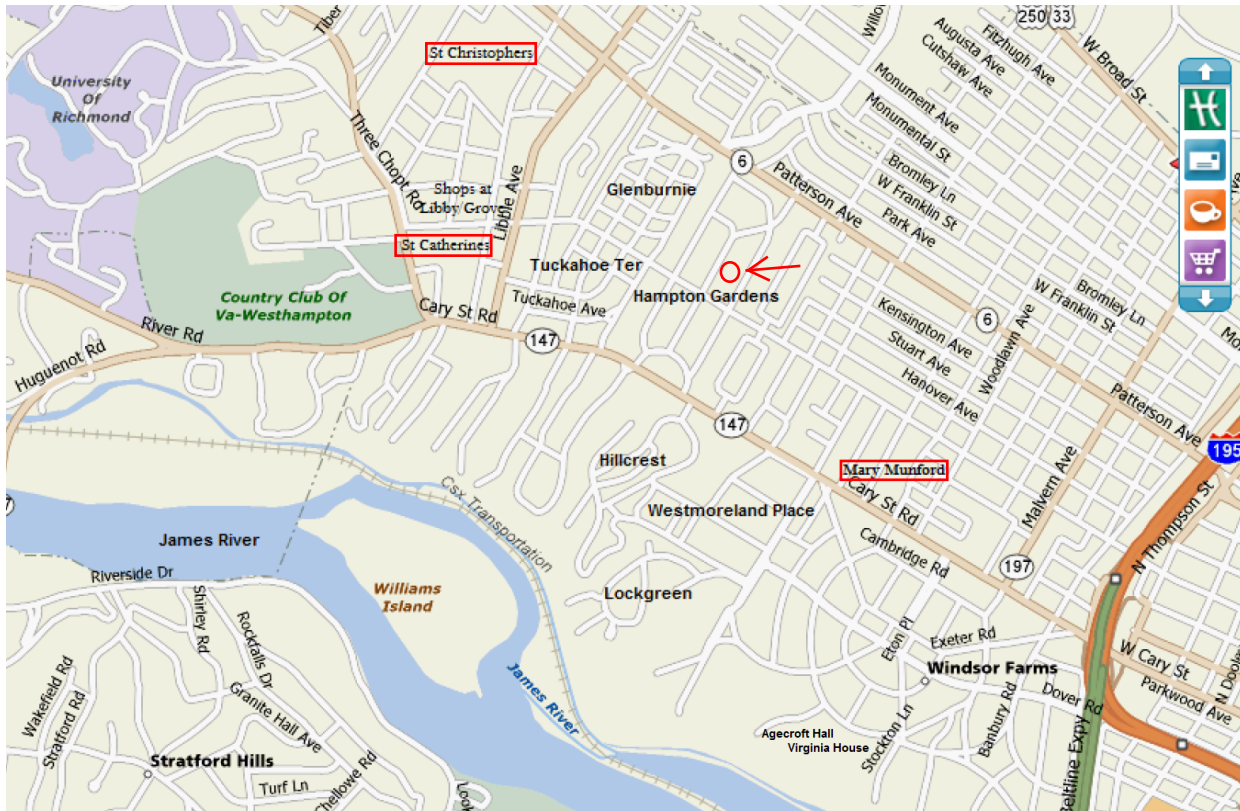 250 33
Tiber
Willow
Augusta Ave
Fitzhugh Ave
Cutshaw Ave
W Broad St
St Christophers
University
Of
Richmond
Monument Ave
Monumental St
Three Chopt Rd
6
Bromley Ln
W Franklin St
Park Ave
Patterson Ave
Shops at
Libby/Grove
Libbie Ave
Glenburnie
St Catherines
Tuckahoe Ter
Hampton Gardens
Country Club Of
Va-Westhampton
Cary St Rd
Tuckahoe Ave
Bromley Ln
W Franklin St
River Rd
Huguenot Rd
147
Kensington Ave
Stuart Ave
Hanover Ave
6
Woodlawn Ave
Patterson Ave
147
195
Hillcrest
Mary Munford
Cary St Rd
Malvern Ave
N Thompson St
Csx Transportation
Westmoreland Place
James River
Cambridge Rd
197
Riverside Dr
Williams
Island
Lockgreen
Shirley Rd
Rockfalls Dr
Eton Pl
Exeter Rd
W Cary St
Windsor Farms
Parkwood Ave
N Dooley
Wakefield Rd
Stratford Rd
Granite Hall Ave
James River
Banbury Rd
Dover Rd
Agecroft Hall
Virginia House
Stockton Ln
Stratford Hills
Turf Ln
Chellowe Rd
Look
Beltline Expy